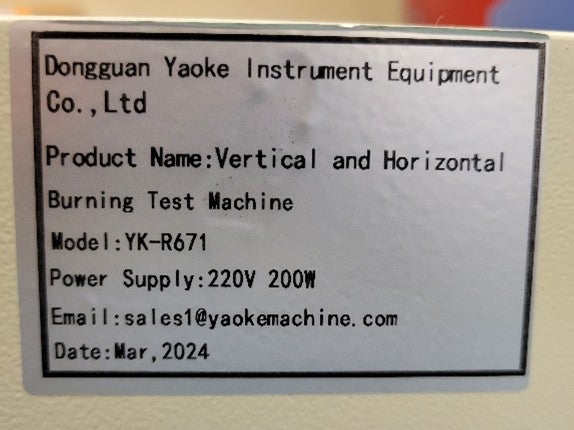 Dongguan Yaoke Instrument Equipment
Co.,Ltd
Product Name:Vertical and Horizontal
Burning Test Machine
Model:YK-R671
Power Supply:220V 200W
Email:sales1@yaokemachine.com
Date:Mar,2024